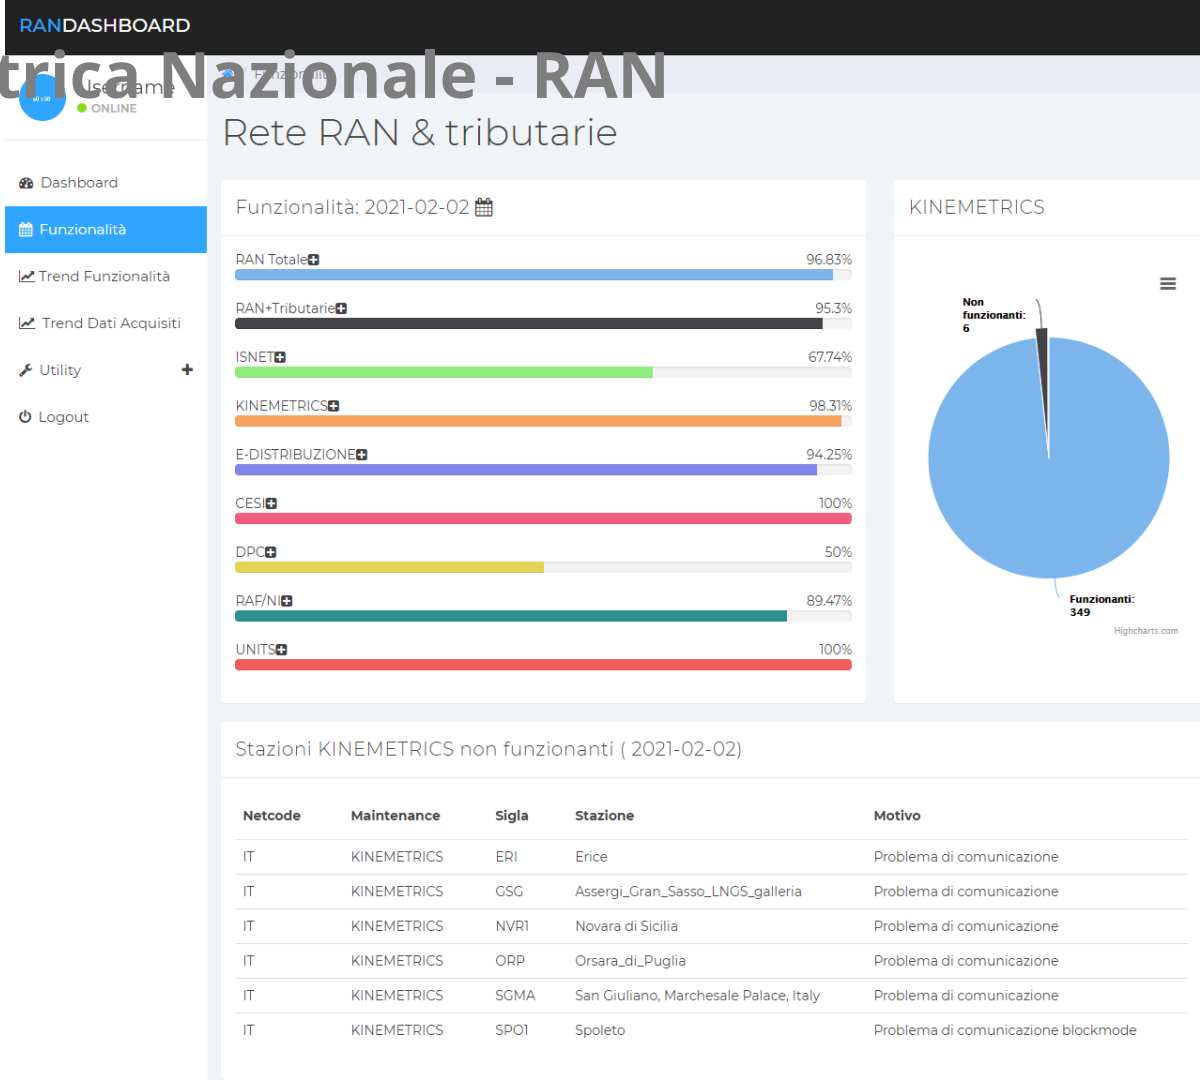 RANDASHBOARD
trica Nazionale - RAN
Username
ONLINE
Funzionalità
Rete RAN & tributarie
Dashboard
Funzionalità
Trend Funzionalità
Trend Dati Acquisiti
Utility
Logout
Funzionalità: 2021-02-02
RAN Totale 96.83%
RAN+Tributarie 95.3%
ISNET 67.74%
KINEMETRICS 98.31%
E-DISTRIBUZIONE 94.25%
CESI 100%
DPC 50%
RAF/NI 89.47%
UNITS 100%
KINEMETRICS
Non
funzionanti:
6
Funzionanti:
349
Highcharts.com
Stazioni KINEMETRICS non funzionanti ( 2021-02-02)
Netcode Maintenance Sigla Stazione Motivo
IT KINEMETRICS ERI Erice Problema di comunicazione
IT KINEMETRICS GSG Assergi_Gran_Sasso_LNGS_galleria Problema di comunicazione
IT KINEMETRICS NVR1 Novara di Sicilia Problema di comunicazione
IT KINEMETRICS ORP Orsara_di_Puglia Problema di comunicazione
IT KINEMETRICS SGMA San Giuliano, Marchesale Palace, Italy Problema di comunicazione
IT KINEMETRICS SPO1 Spoleto Problema di comunicazione blockmode